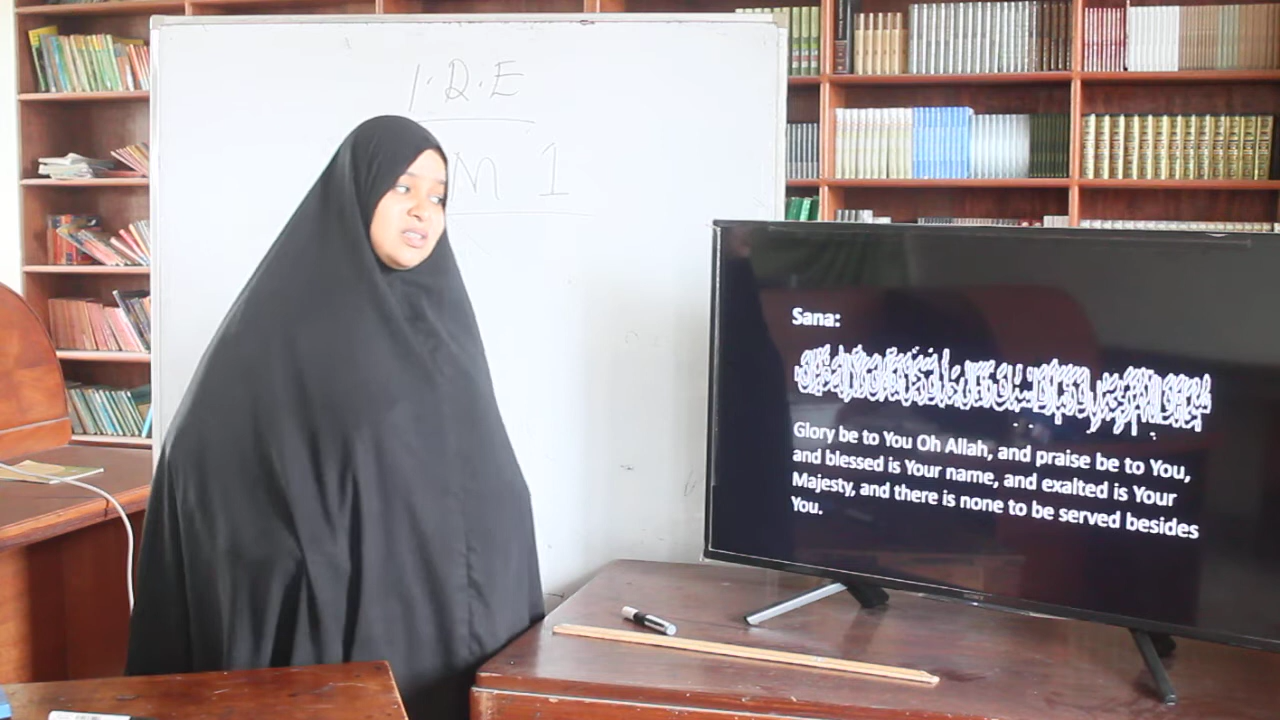 I.R.E
M 1
Sana:
Glory be to You Oh Allah, and praise be to You,
and blessed is Your name, and exalted is Your
Majesty, and there is none to be served besides
You.
SONY